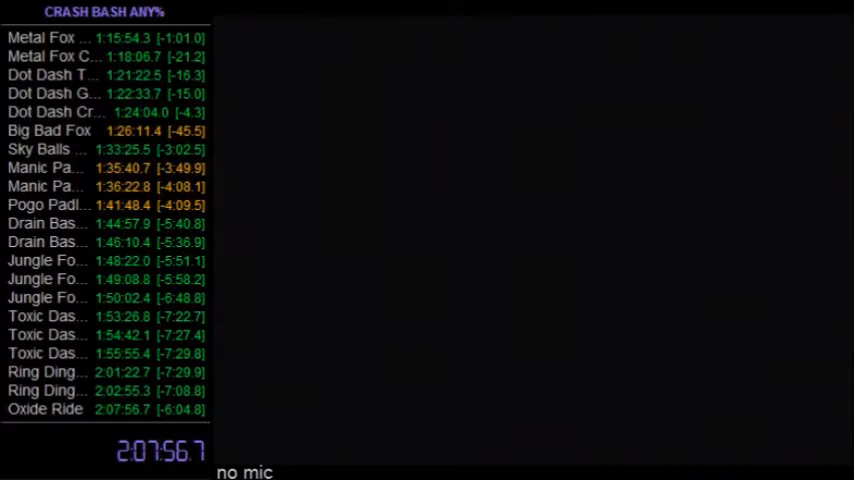 CRASH BASH ANY%
Metal Fox ... 1:15:54.3 [-1:01.0]
Metal Fox C... 1:18:06.7 [-21.2]
Dot Dash T... 1:21:22.5 [-16.3]
Dot Dash G... 1:22:33.7 [-15.0]
Dot Dash Cr... 1:24:04.0 [-4.3]
Big Bad Fox 1:26:11.4 [-45.5]
Sky Balls ... 1:33:25.5 [-3:02.5]
Manic Pa... 1:35:40.7 [-3:49.9]
Manic Pa... 1:36:22.8 [-4:08.1]
Pogo Padl... 1:41:48.4 [-4:09.5]
Drain Bas... 1:44:57.9 [-5:40.8]
Drain Bas... 1:46:10.4 [-5:36.9]
Jungle Fo... 1:48:22.0 [-5:51.1]
Jungle Fo... 1:49:08.8 [-5:58.2]
Jungle Fo... 1:50:02.4 [-6:48.8]
Toxic Das... 1:53:26.8 [-7:22.7]
Toxic Das... 1:54:42.1 [-7:27.4]
Toxic Das... 1:55:55.4 [-7:29.8]
Ring Ding... 2:01:22.7 [-7:29.9]
Ring Ding... 2:02:55.3 [-7:08.8]
Oxide Ride 2:07:56.7 [-6:04.8]
2:07:56.7
no mic